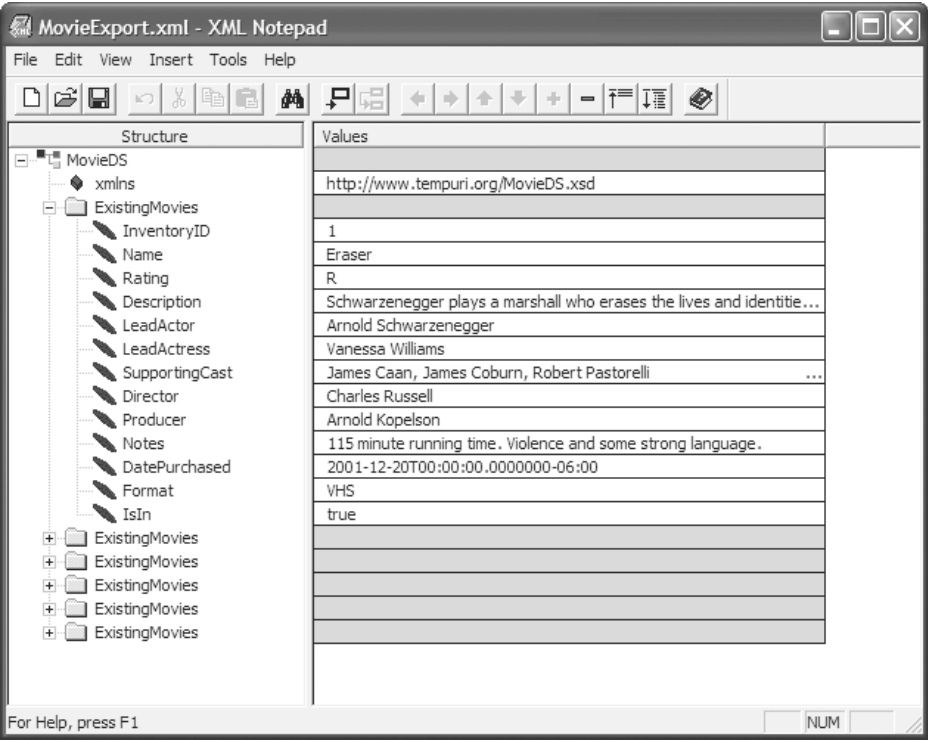 MovieExport.xml - XML Notepad
File Edit View Insert Tools Help
Structure Values
MovieDS
xmlns http://www.tempuri.org/MovieDS.xsd
ExistingMovies
InventoryID 1
Name Eraser
Rating R
Description Schwarzenegger plays a marshall who erases the lives and identitie...
LeadActor Arnold Schwarzenegger
LeadActress Vanessa Williams
SupportingCast James Caan, James Coburn, Robert Pastorelli ...
Director Charles Russell
Producer Arnold Kopelson
Notes 115 minute running time. Violence and some strong language.
DatePurchased 2001-12-20T00:00:00.0000000-06:00
Format VHS
IsIn true
ExistingMovies
ExistingMovies
ExistingMovies
ExistingMovies
ExistingMovies
For Help, press F1 NUM